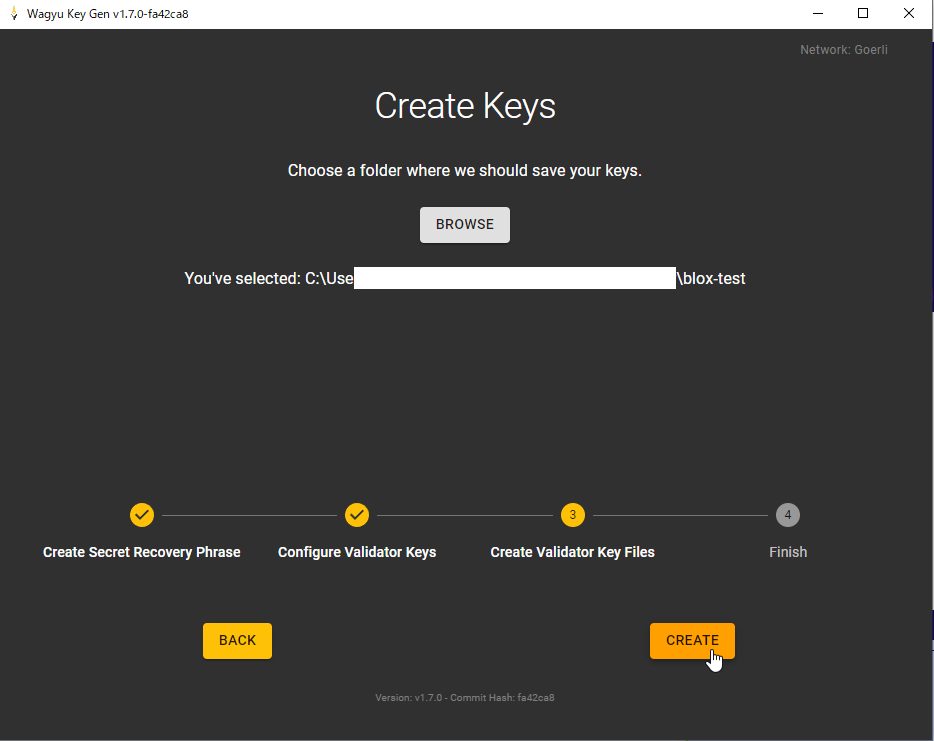 Wagyu Key Gen v1.7.0-fa42ca8
Network: Goerli
Create Keys
Choose a folder where we should save your keys.
BROWSE
You've selected: C:\Use \blox-test
3
4
Create Secret Recovery Phrase
Configure Validator Keys
Create Validator Key Files
Finish
BACK
CREATE
Version: v1.7.0 - Commit Hash: fa42ca8